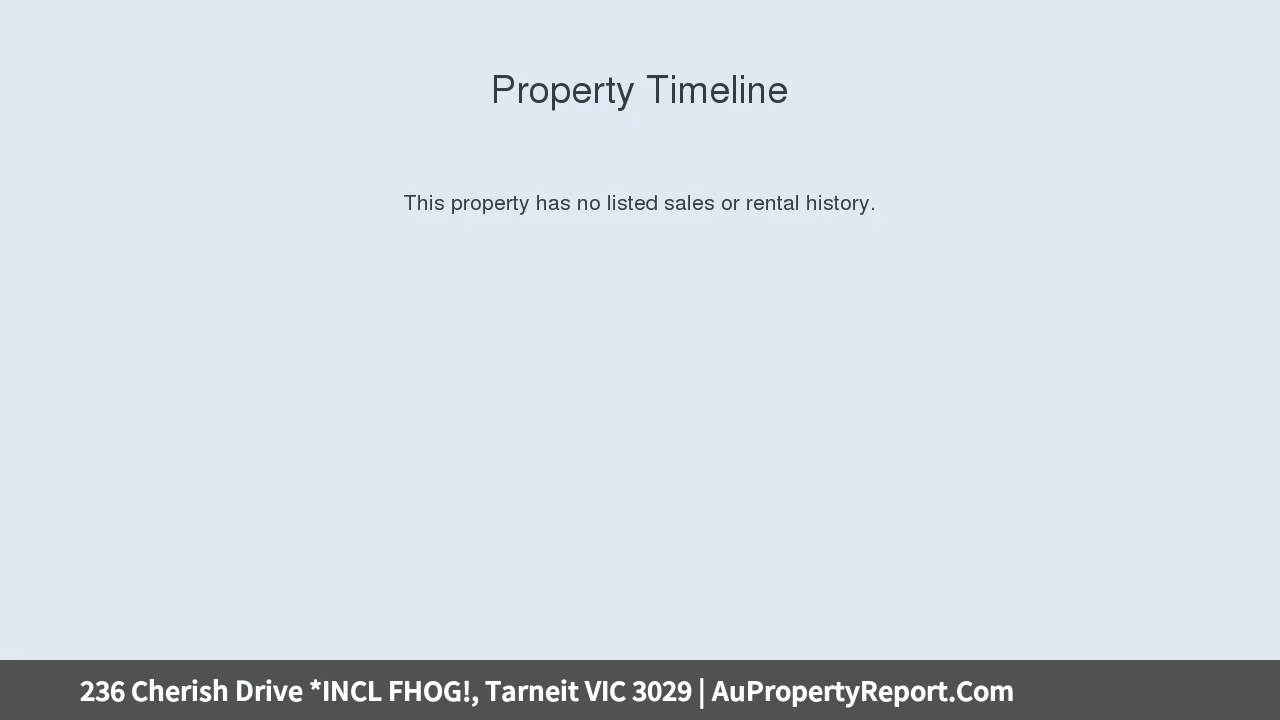 Property Timeline
This property has no listed sales or rental history.
236 Cherish Drive *INCL FHOG!, Tarneit VIC 3029 | AuPropertyReport.Com